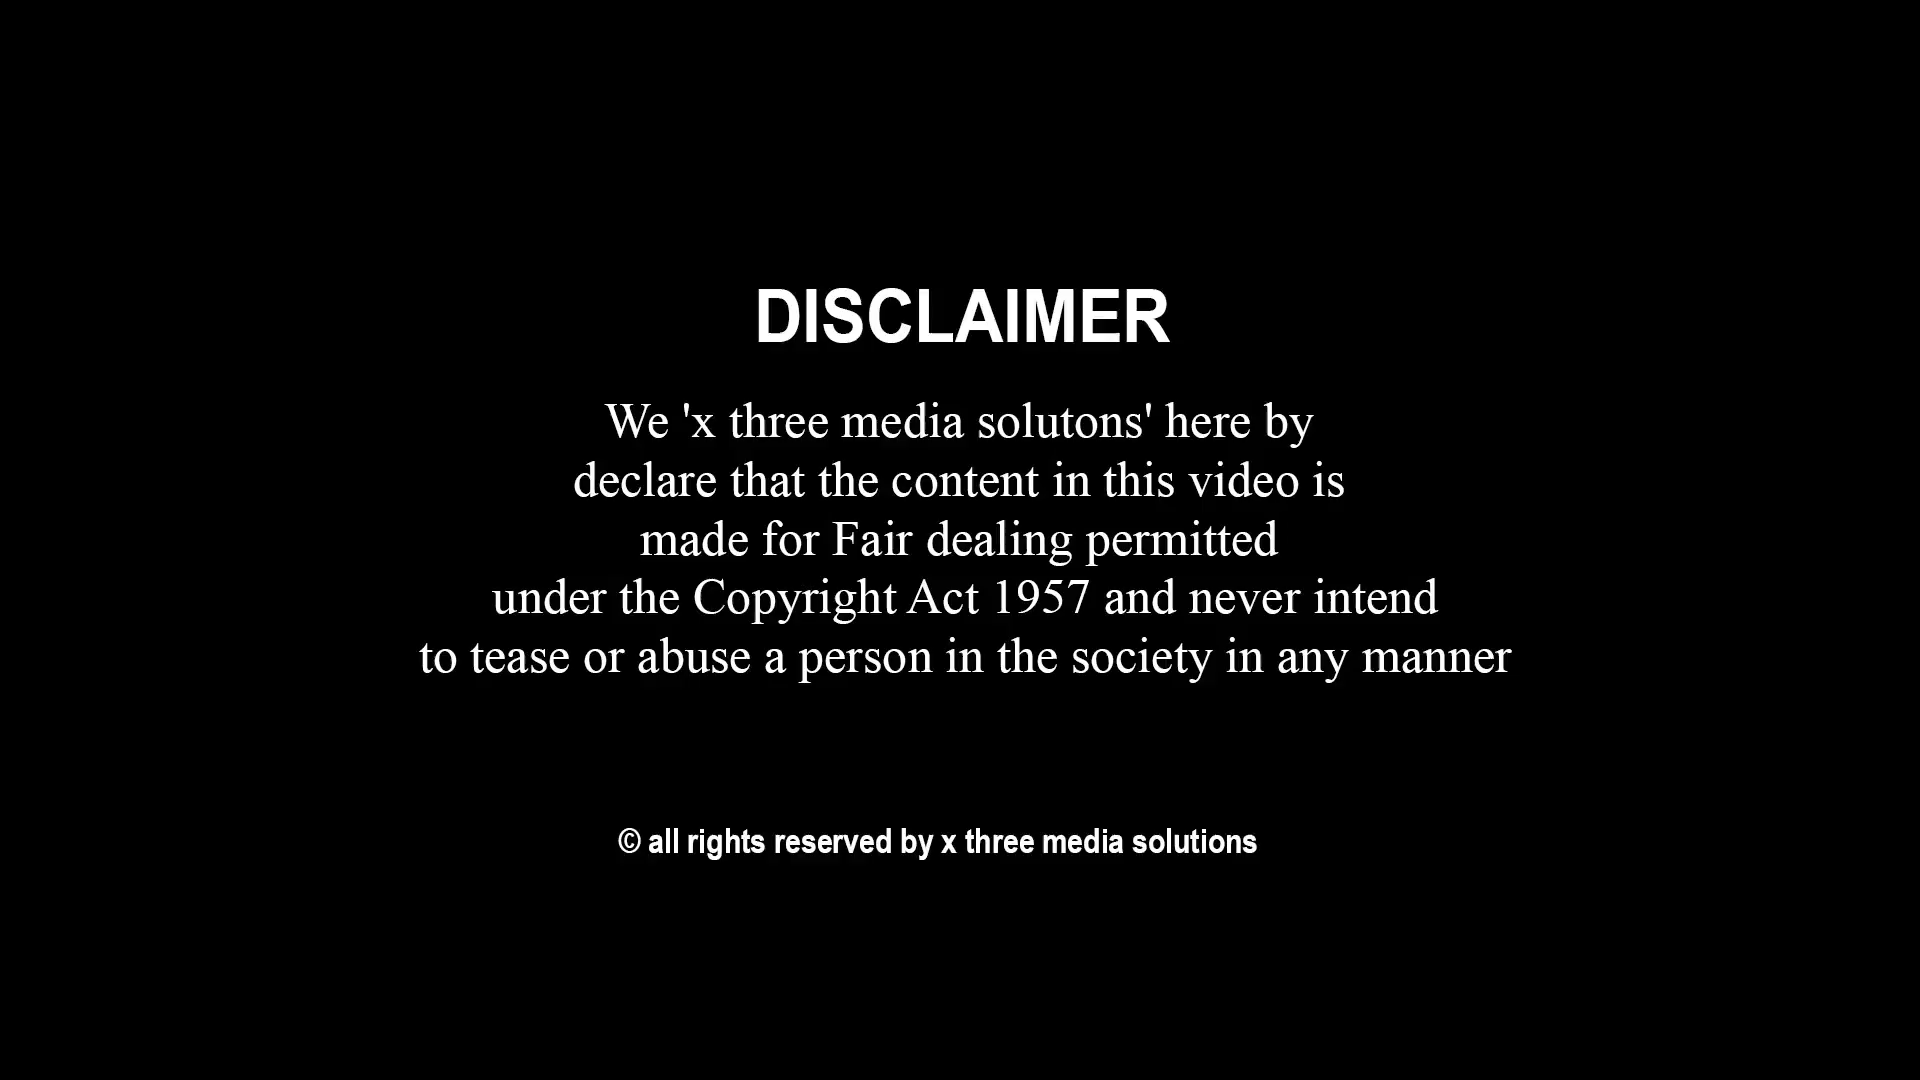 DISCLAIMER
We 'x three media solutons' here by
declare that the content in this video is
made for Fair dealing permitted
under the Copyright Act 1957 and never intend
to tease or abuse a person in the society in any manner
© all rights reserved by x three media solutions